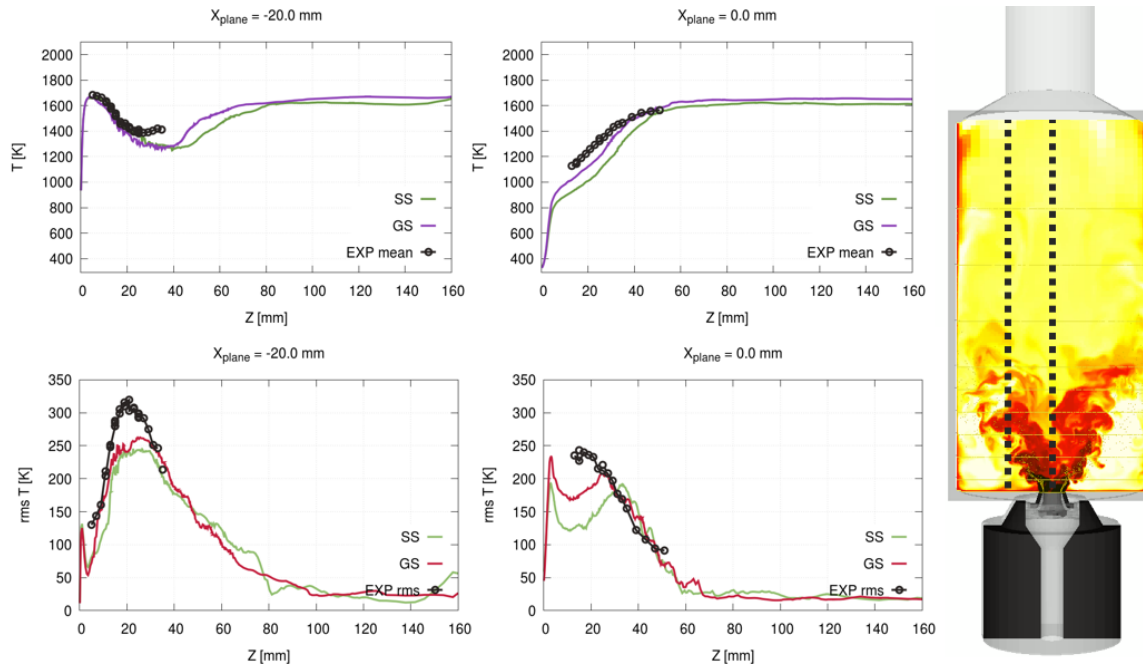 X_plane = -20.0 mm
T [K]
2000
1800
1600
1400
1200
1000
800
600
400
SS
GS
EXP mean
0 20 40 60 80 100 120 140 160
Z [mm]
X_plane = 0.0 mm
T [K]
2000
1800
1600
1400
1200
1000
800
600
400
SS
GS
EXP mean
0 20 40 60 80 100 120 140 160
Z [mm]
X_plane = -20.0 mm
rms T [K]
350
300
250
200
150
100
50
0
SS
GS
EXP rms
0 20 40 60 80 100 120 140 160
Z [mm]
X_plane = 0.0 mm
rms T [K]
350
300
250
200
150
100
50
0
SS
GS
EXP rms
0 20 40 60 80 100 120 140 160
Z [mm]